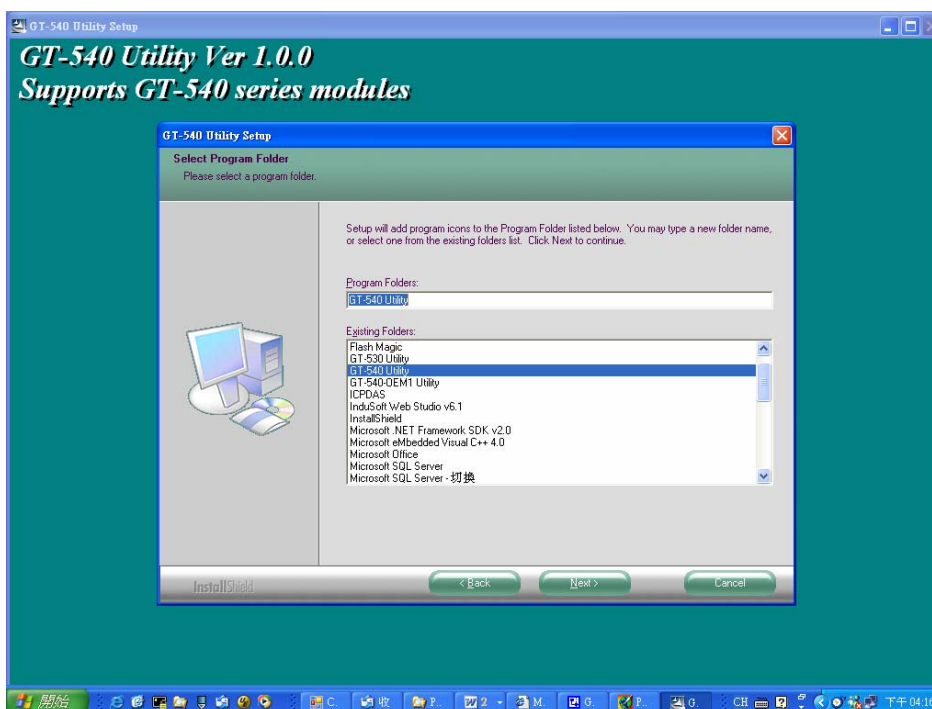 GT-540 Utility Setup
GT-540 Utility Ver 1.0.0
Supports GT-540 series modules
GT-540 Utility Setup
Select Program Folder
Please select a program folder.
Setup will add program icons to the Program Folder listed below. You may type a new folder name,
or select one from the existing folders list. Click Next to continue.
Program Folders:
GT-540 Utility
Existing Folders:
Flash Magic
GT-530 Utility
GT-540 Utility
GT-540-OEM1 Utility
ICPDAS
InduSoft Web Studio v6.1
InstallShield
Microsoft .NET Framework SDK v2.0
Microsoft eMbedded Visual C++ 4.0
Microsoft Office
Microsoft SQL Server
Microsoft SQL Server - 切換
InstallShield
< Back
Next >
Cancel
開始
C.
收
P..
2 -
M.
G.
P..
G.
CH
下午 04:16